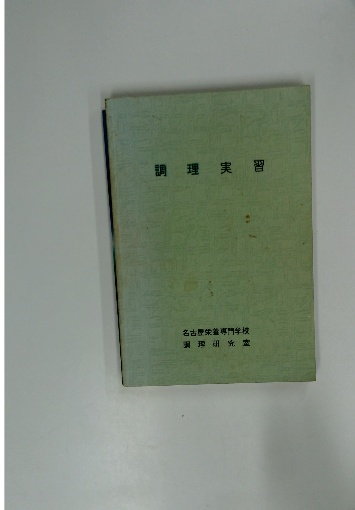 調理実習
名古屋栄養専門学校
調理研究室